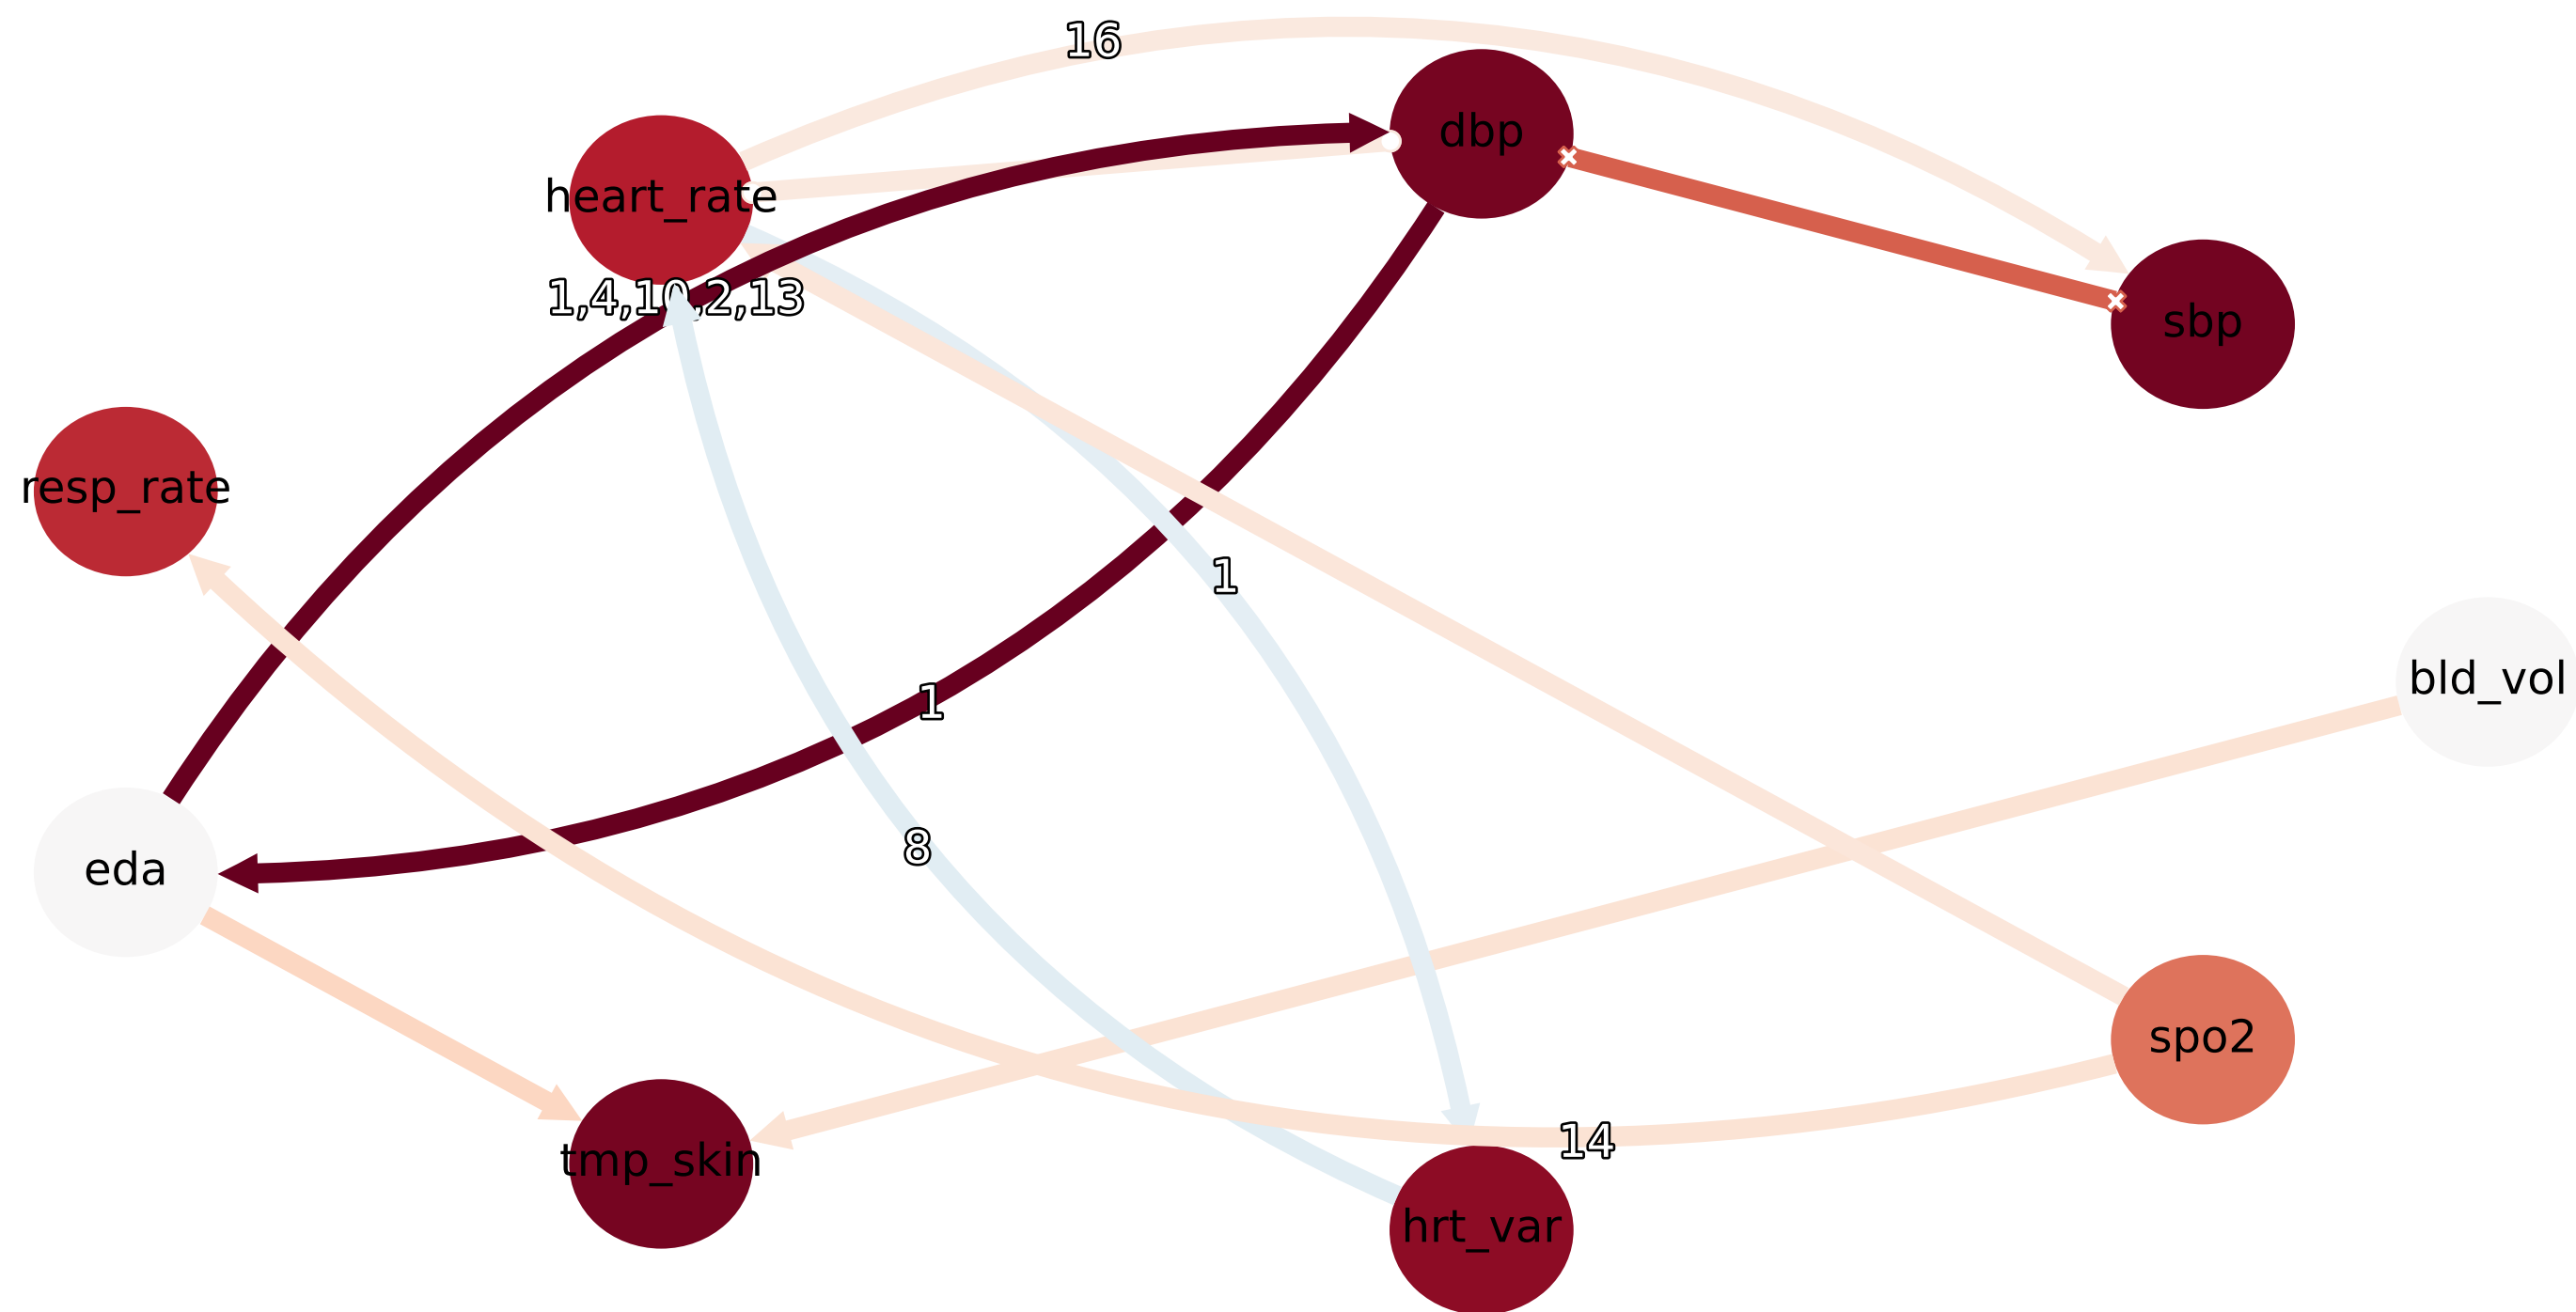 16
dbp
heart_rate
1,4,10,2,13
sbp
resp_rate
1
bld_vol
1
8
eda
spo2
14
tmp_skin
hrt_var